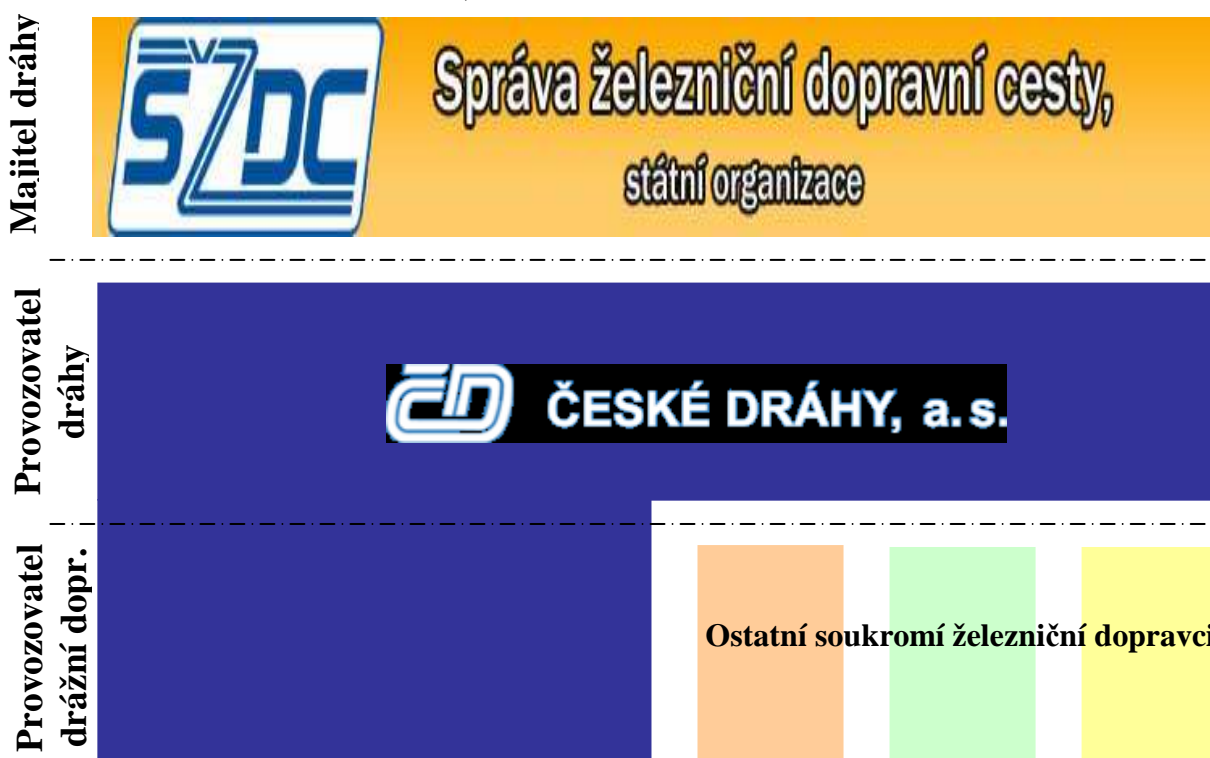 Majitel dráhy
SŽDC
Správa železniční dopravní cesty,
státní organizace
Provozovatel
dráhy
ČD ČESKÉ DRÁHY, a.s.
Provozovatel
drážní dopr.
Ostatní soukromí železniční dopravci